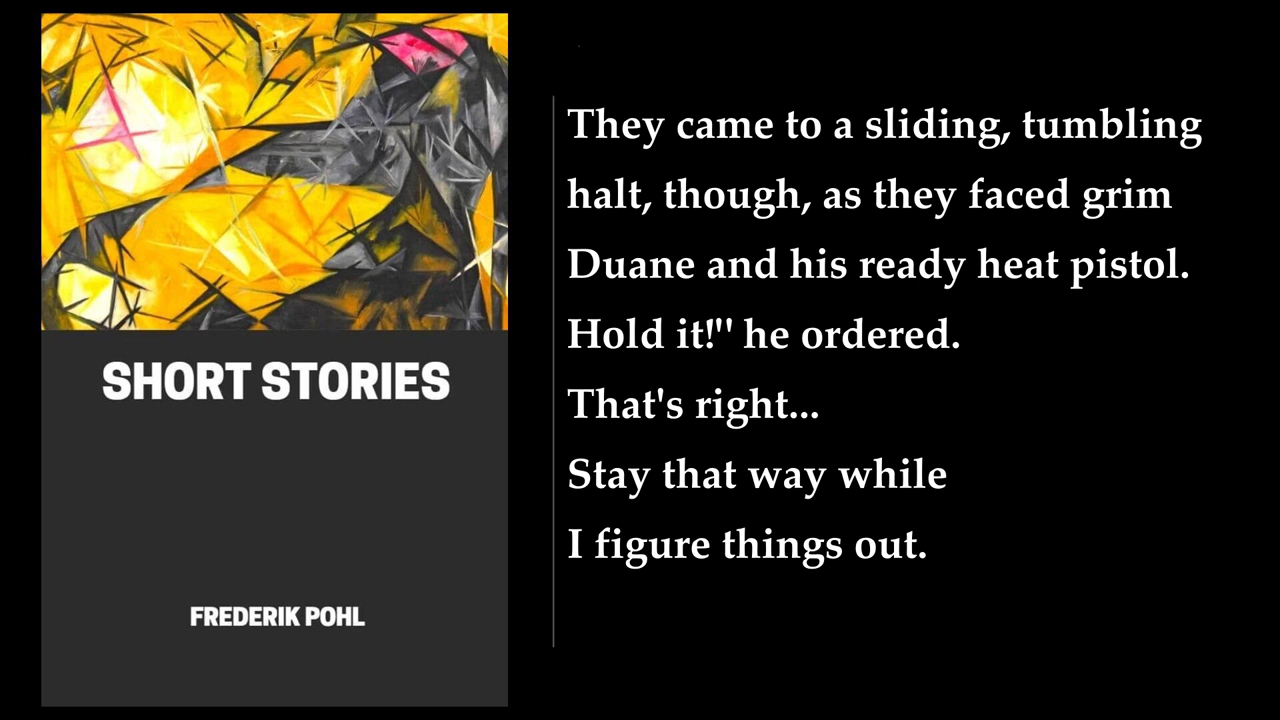 SHORT STORIES
FREDERIK POHL
They came to a sliding, tumbling
halt, though, as they faced grim
Duane and his ready heat pistol.
Hold it!" he ordered.
That's right...
Stay that way while
I figure things out.